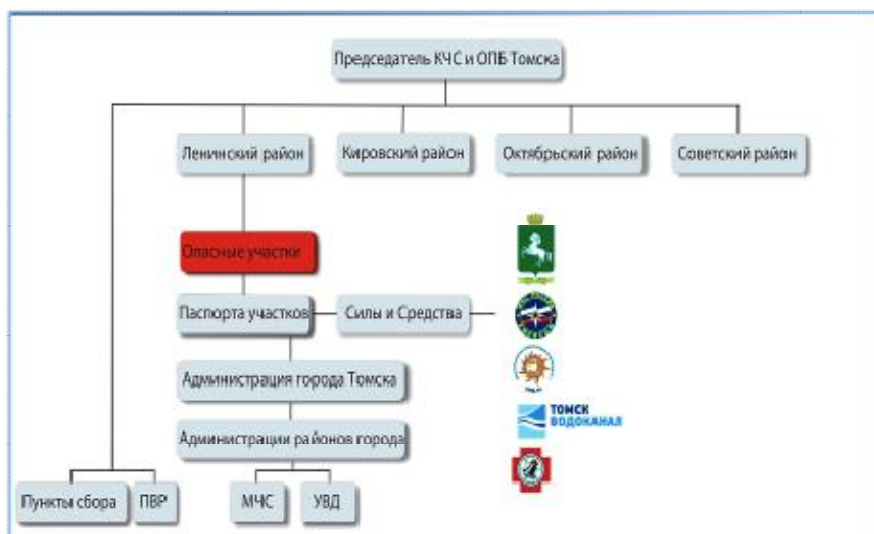 Председатель КЧС и ОПБ Томска
Ленинский район
Кировский район
Октябрьский район
Советский район
Опасные участки
Паспорта участков
Силы и Средства
Администрация города Томска
ТОМСК
ВОДОКАНАЛ
Администрации районов города
Пункты сбора
ПВР
МЧС
УВД